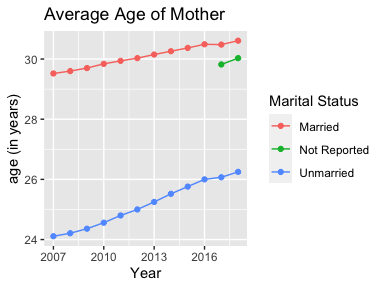 Average Age of Mother
30
28
26
24
age (in years)
2007
2010
2013
2016
Year
Marital Status
Married
Not Reported
Unmarried